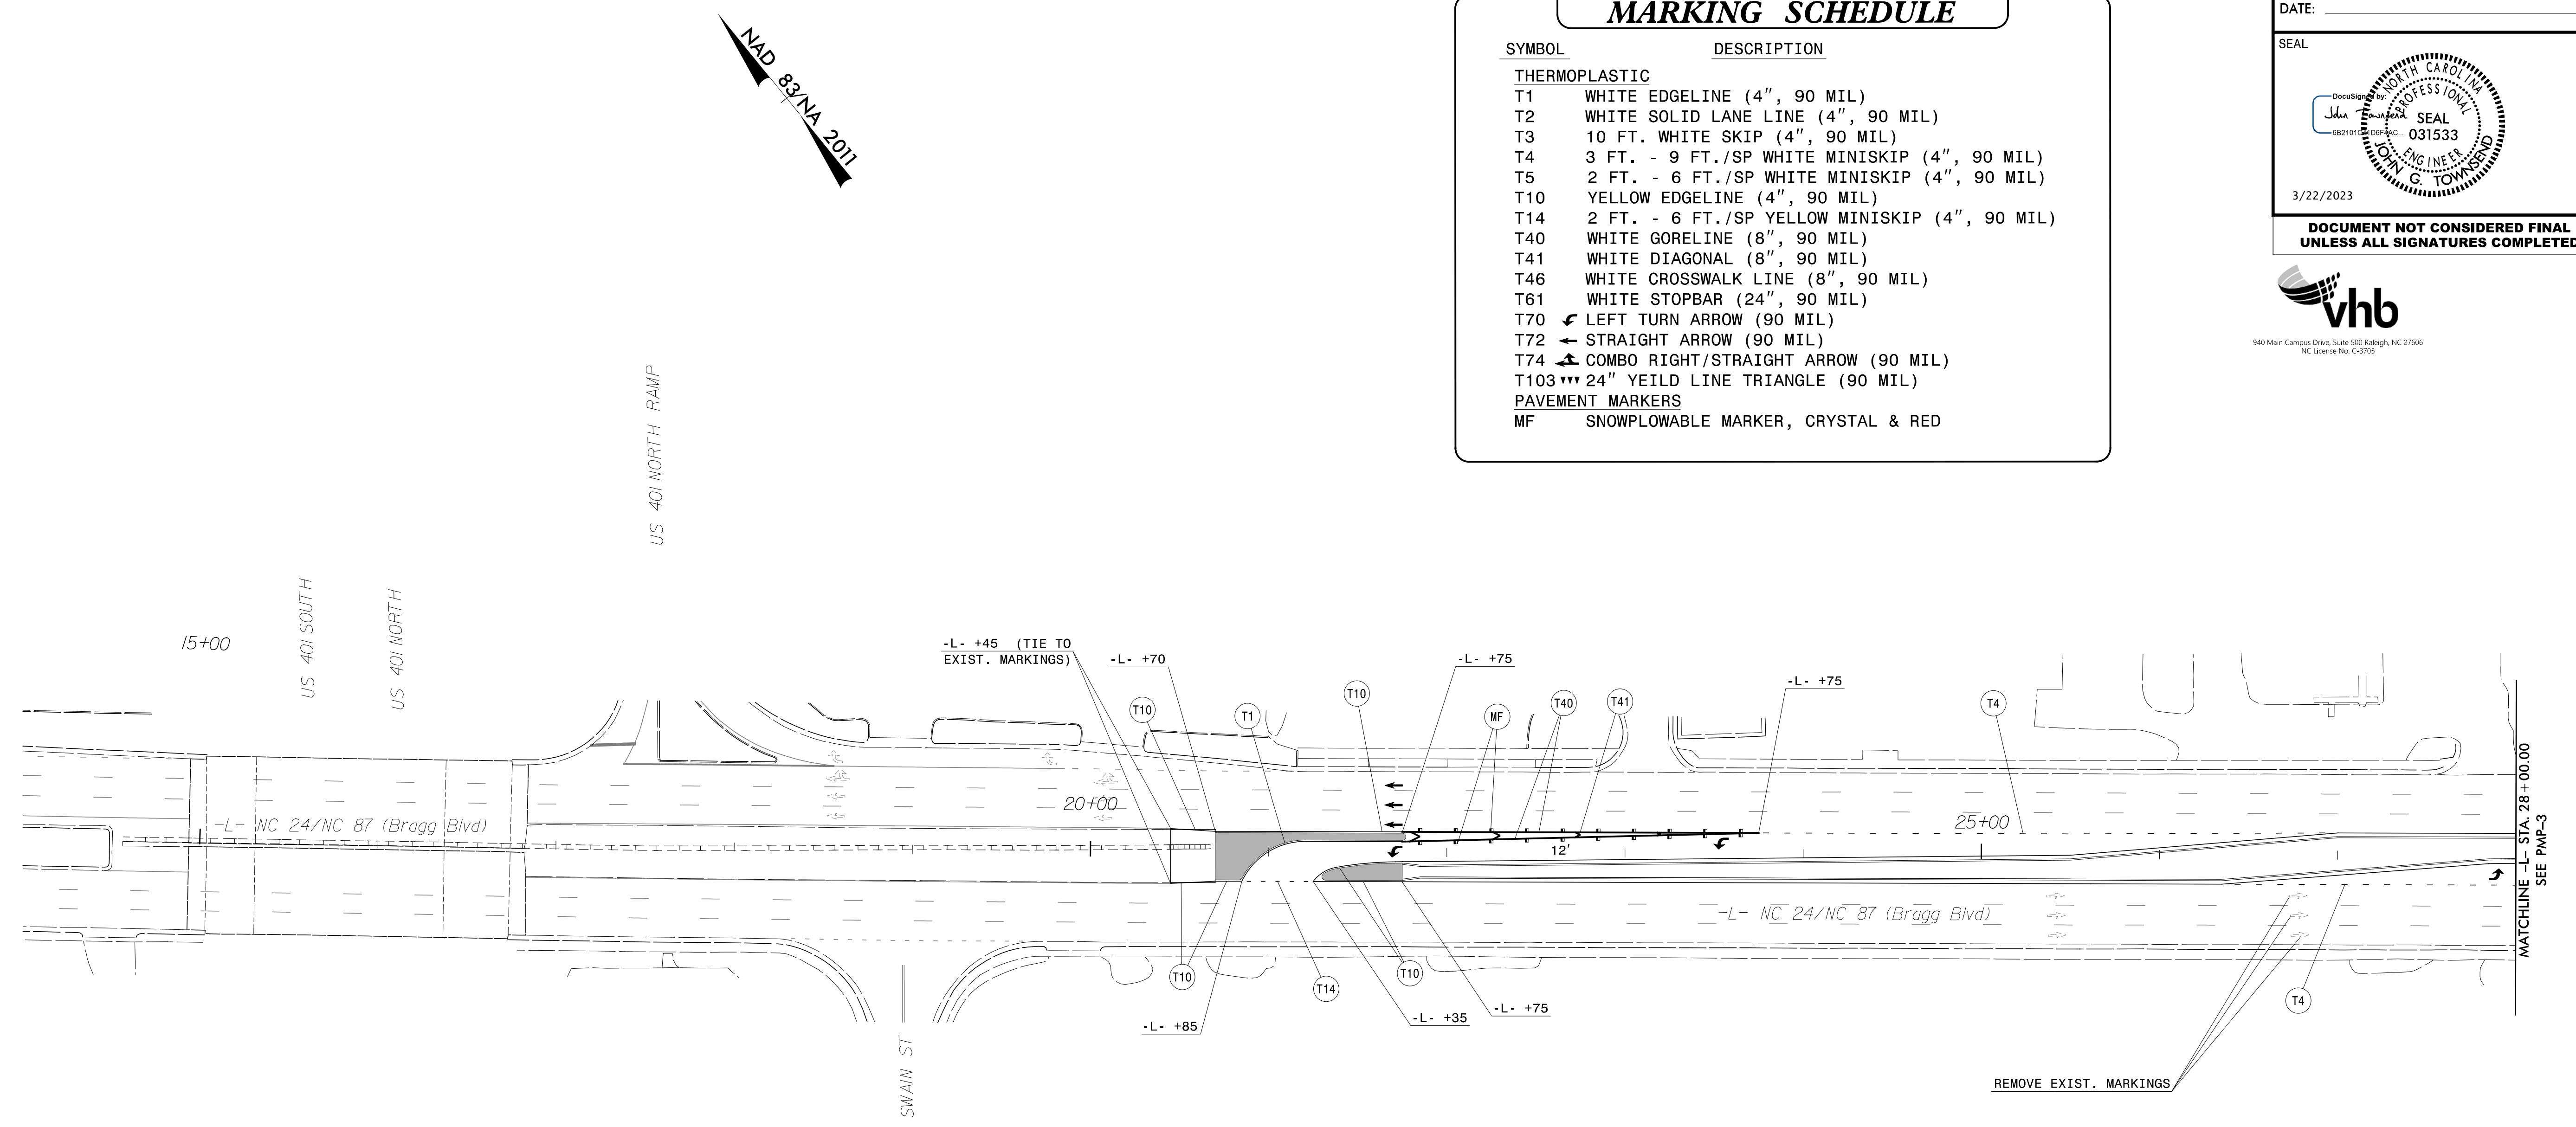 MARKING SCHEDULE
SYMBOL DESCRIPTION
THERMOPLASTIC
T1 WHITE EDGELINE (4", 90 MIL)
T2 WHITE SOLID LANE LINE (4", 90 MIL)
T3 10 FT. WHITE SKIP (4", 90 MIL)
T4 3 FT. - 9 FT./SP WHITE MINISKIP (4", 90 MIL)
T5 2 FT. - 6 FT./SP WHITE MINISKIP (4", 90 MIL)
T10 YELLOW EDGELINE (4", 90 MIL)
T14 2 FT. - 6 FT./SP YELLOW MINISKIP (4", 90 MIL)
T40 WHITE GORELINE (8", 90 MIL)
T41 WHITE DIAGONAL (8", 90 MIL)
T46 WHITE CROSSWALK LINE (8", 90 MIL)
T61 WHITE STOPBAR (24", 90 MIL)
T70 LEFT TURN ARROW (90 MIL)
T72 STRAIGHT ARROW (90 MIL)
T74 COMBO RIGHT/STRAIGHT ARROW (90 MIL)
T103 24" YEILD LINE TRIANGLE (90 MIL)
PAVEMENT MARKERS
MF SNOWPLOWABLE MARKER, CRYSTAL & RED
DATE:
SEAL
DocuSigned by:
John Townsend
NORTH CAROLINA
PROFESSIONAL
SEAL
031533
ENGINEER
JOHN G. TOWNSEND
3/22/2023
DOCUMENT NOT CONSIDERED FINAL
UNLESS ALL SIGNATURES COMPLETED
vhb
940 Main Campus Drive, Suite 500 Raleigh, NC 27606
NC License No. C-3705
NAD 83/NA 2011
US 401 NORTH RAMP
15+00
US 401 SOUTH
US 401 NORTH
-L- +45 (TIE TO
EXIST. MARKINGS)
-L- +70
-L- +75
-L- +75
T10
T1
T10
MF
T40
T41
T4
20+00
-L- NC 24/NC 87 (Bragg Blvd)
25+00
12'
-L- NC 24/NC 87 (Bragg Blvd)
T10
T14
T10
T4
-L- +85
-L- +35
-L- +75
SWAIN ST
REMOVE EXIST. MARKINGS
MATCHLINE -L- STA. 28+00.00
SEE PMP-3